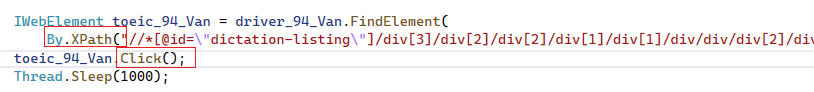 IWebElement toeic_94_Van = driver_94_Van.FindElement(
By.XPath("//*[@id=\"dictation-listing\"]/div[3]/div[2]/div[2]/div[1]/div[1]/div/div/div[2]/div
toeic_94_Van.Click();
Thread.Sleep(1000);